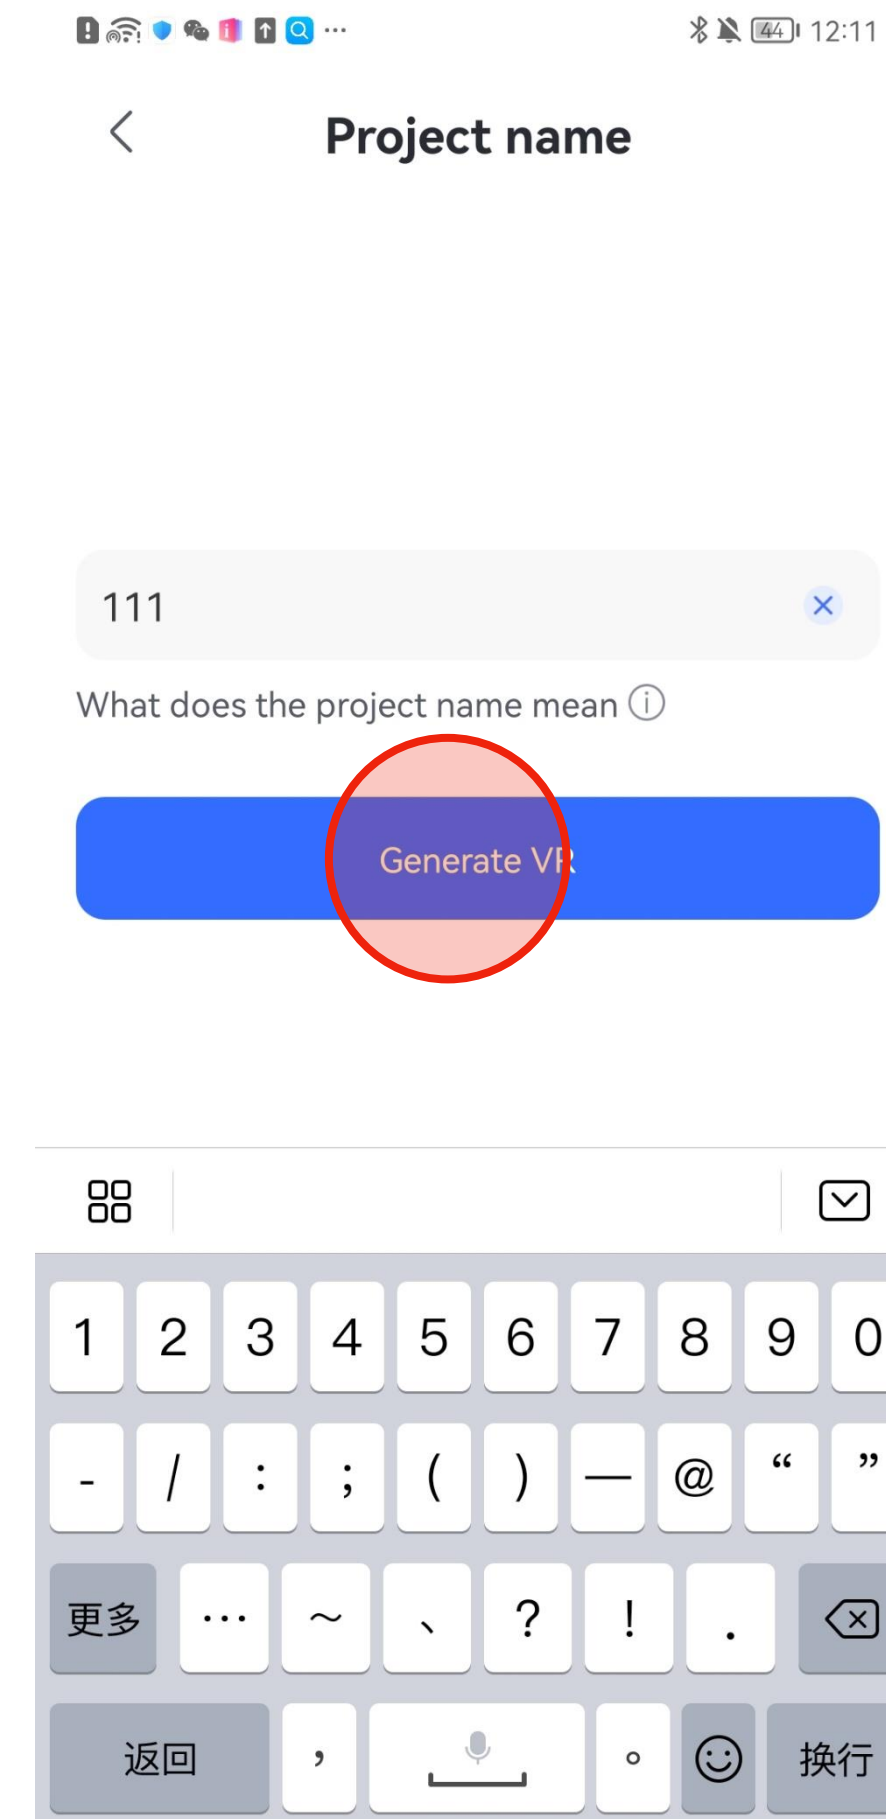 44 12:11
Project name
111
What does the project name mean
Generate VR
1 2 3 4 5 6 7 8 9 0
- / : ; ( ) — @ “ ”
更多 … ~ 、 ? ! .
返回 , 。 换行